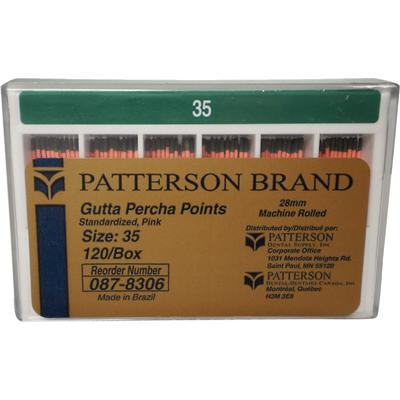 35
PATTERSON BRAND
Gutta Percha Points
Standardized, Pink
Size: 35
120/Box
Reorder Number
087-8306
Made in Brazil
28mm
Machine Rolled
Distributed by/Distribué per:
PATTERSON
DENTAL SUPPLY, INC
Corporate Office
1031 Mendota Heights Rd.
Saint Paul, MN 55120
PATTERSON
DENTAL/DENTAIRE CANADA, INC
Montréal, Québec
H3M 3E8